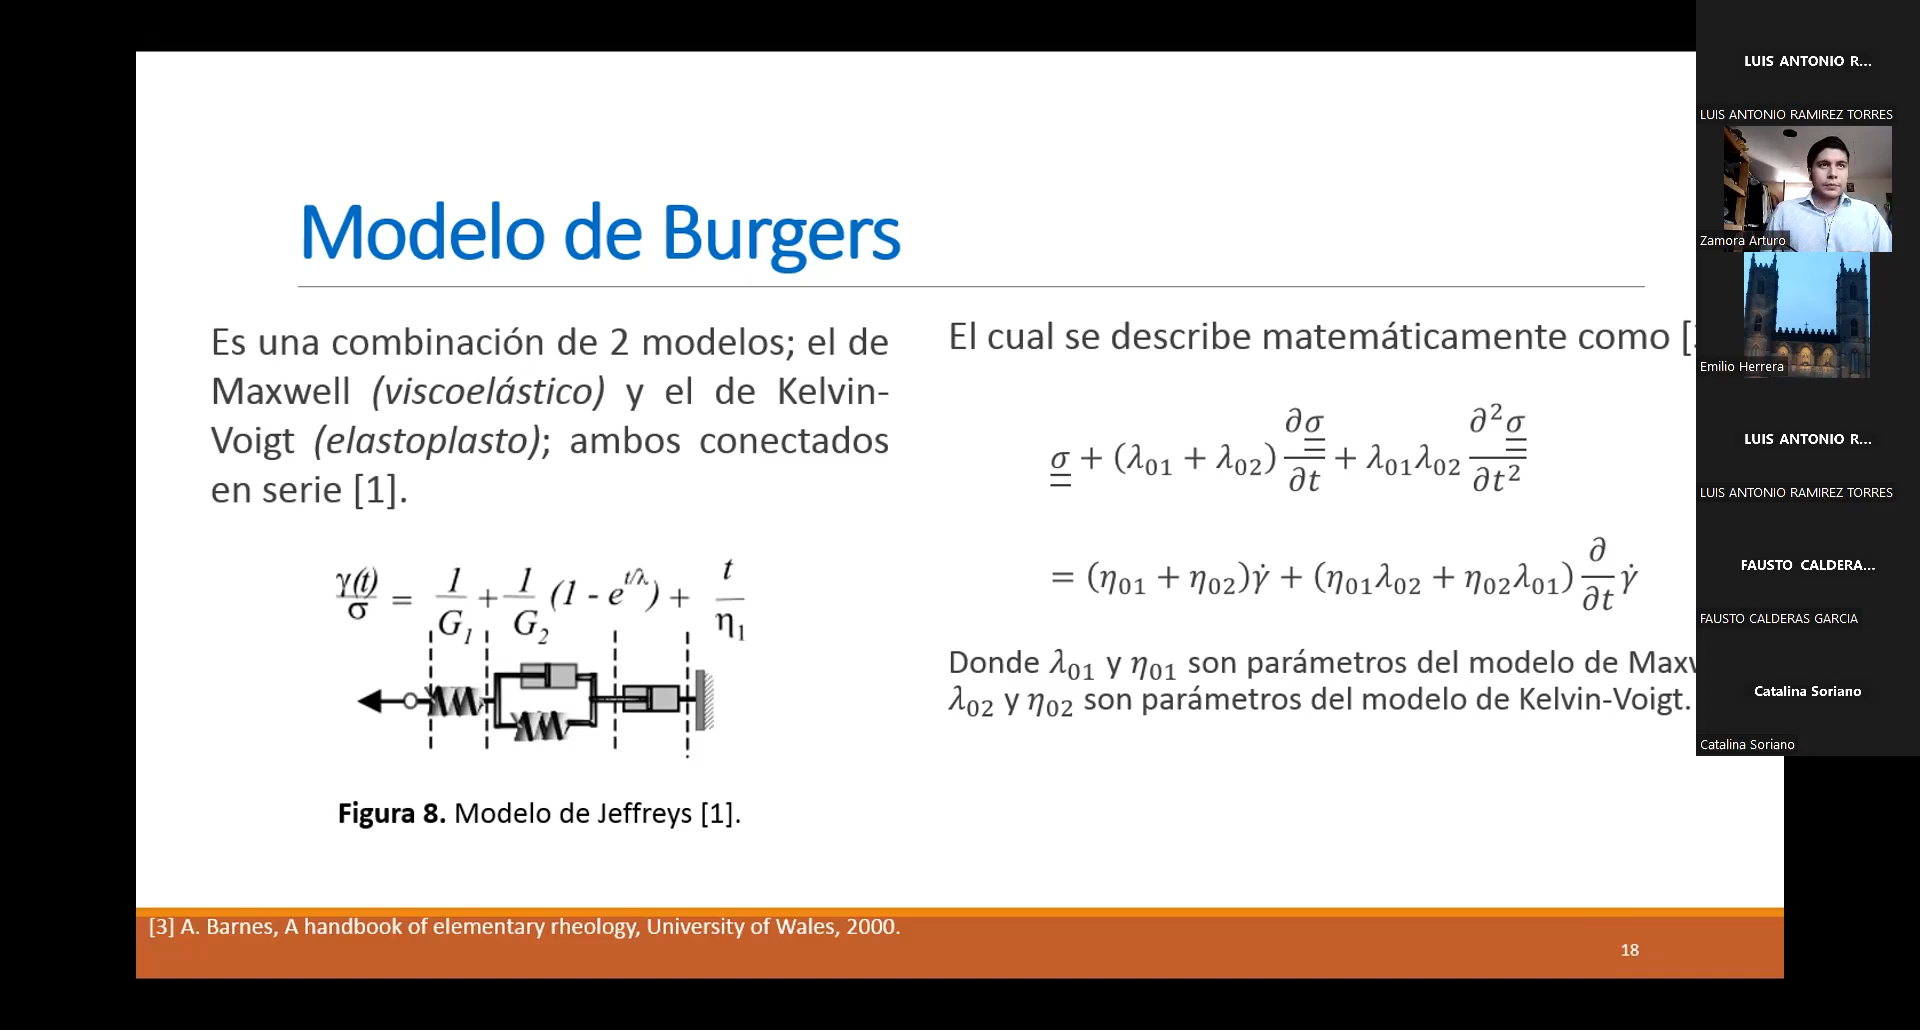 Modelo de Burgers
Es una combinación de 2 modelos; el de
Maxwell (viscoelástico) y el de Kelvin-
Voigt (elastoplasto); ambos conectados
en serie [1].
γ(t)/σ = 1/G₁ + 1/G₂ (1 - e^(t/λ)) + t/η₁
Figura 8. Modelo de Jeffreys [1].
El cual se describe matemáticamente como
σ + (λ₀₁ + λ₀₂) ∂σ/∂t + λ₀₁λ₀₂ ∂²σ/∂t²
= (η₀₁ + η₀₂)γ̇ + (η₀₁λ₀₂ + η₀₂λ₀₁) ∂/∂t γ̇
Donde λ₀₁ y η₀₁ son parámetros del modelo de
λ₀₂ y η₀₂ son parámetros del modelo de Kelvin-Voigt.
[3] A. Barnes, A handbook of elementary rheology, University of Wales, 2000.
18
LUIS ANTONIO R...
LUIS ANTONIO RAMIREZ TORRES
Zamora Arturo
Emilio Herrera
LUIS ANTONIO R...
LUIS ANTONIO RAMIREZ TORRES
FAUSTO CALDERA...
FAUSTO CALDERAS GARCIA
Catalina Soriano
Catalina Soriano